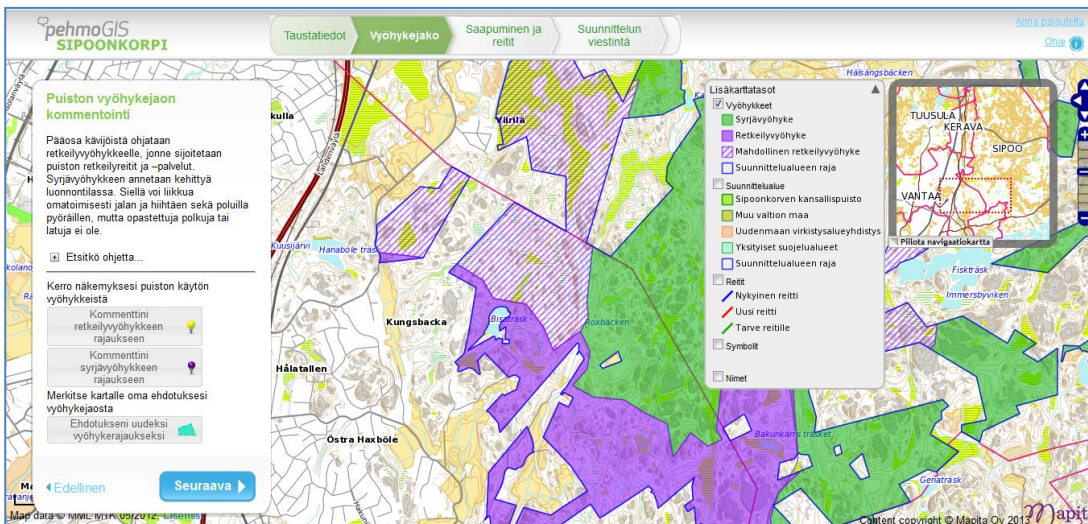 pehmoGIS
SIPOONKORPI
Taustatiedot
Vyöhykejako
Saapuminen ja
reitit
Suunnittelun
viestintä
Anna palautetta
Ohje
Puiston vyöhykejaon
kommentointi
Pääosa kävijöistä ohjataan
retkeilyvyöhykkeelle, jonne sijoitetaan
puiston retkeilyreitit ja –palvelut.
Syrjävyöhykkeen annetaan kehittyä
luonnontilassa. Siellä voi liikkua
omatoimisesti jalan ja hiihtäen sekä poluilla
pyöräillen, mutta opastettuja polkuja tai
latuja ei ole.
Etsitkö ohjetta...
Kerro näkemyksesi puiston käytön
vyöhykkeistä
Kommenttini
retkeilyvyöhykkeen
rajaukseen
Kommenttini
syrjävyöhykkeen
rajaukseen
Merkitse kartalle oma ehdotuksesi
vyöhykejaosta
Ehdotukseni uudeksi
vyöhykerajaukseksi
Edellinen
Seuraava
Map data © MML MTK 05/2012, Lisenssi
Lahdenväylä
Kuusijärvi
Hanaböle träsk
Kungsbacka
Hålatallen
Östra Haxböle
Bisaträsk
Roxbäcken
Bakunkärrs träsket
Hälsängsbäcken
Fiskträsk
Immersbyviken
Genaträsk
Lisäkarttatasot
Vyöhykkeet
Syrjävyöhyke
Retkeilyvyöhyke
Mahdollinen retkeilyvyöhyke
Suunnittelualueen raja
Suunnittelualue
Sipoonkorven kansallispuisto
Muu valtion maa
Uudenmaan virkistysalueyhdistys
Yksityiset suojelualueet
Suunnittelualueen raja
Reitit
Nykyinen reitti
Uusi reitti
Tarve reitille
Symbolit
Nimet
TUUSULA
KERAVA
SIPOO
VANTAA
Piilota navigaatiokartta
Content copyright © Mapita Oy 2013